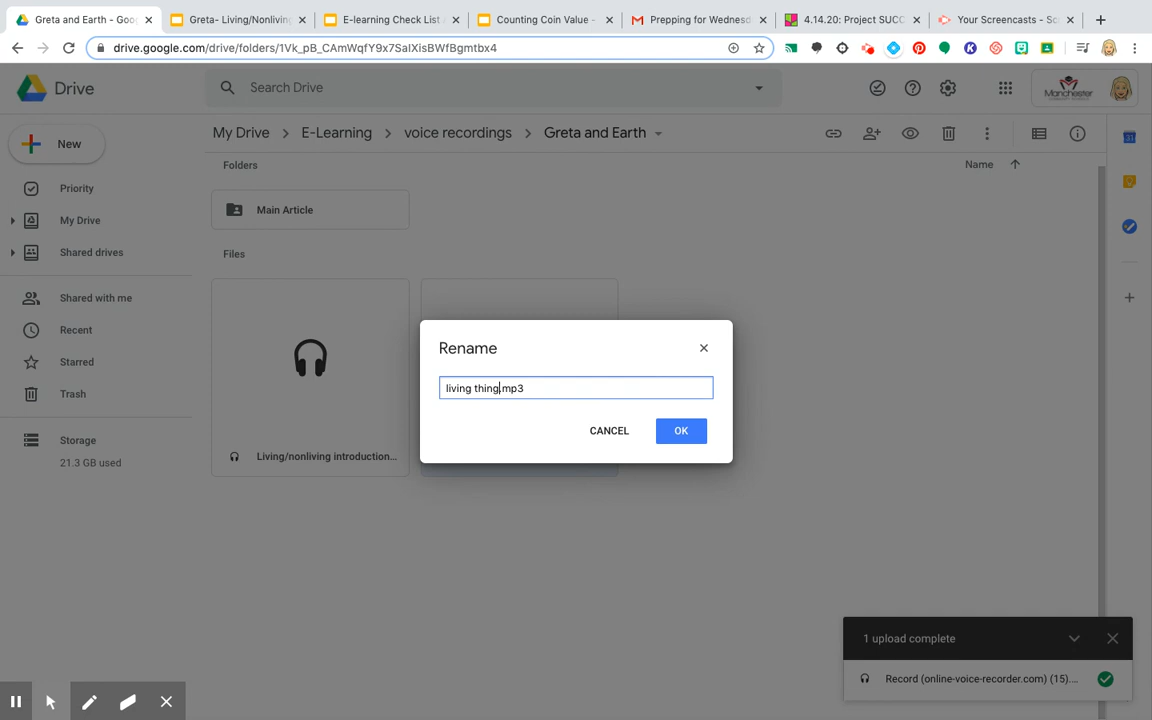 Greta and Earth - Goog
Greta- Living/Nonliving
E-learning Check List
Counting Coin Value -
Prepping for Wednesd
4.14.20: Project SUCC
Your Screencasts - Sc
drive.google.com/drive/folders/1Vk_pB_CAmWqfY9x7SaIXisBWfBgmtbx4
Drive
Search Drive
Manchester
New
My Drive > E-Learning > voice recordings > Greta and Earth
Folders
Name
Priority
My Drive
Shared drives
Shared with me
Recent
Starred
Trash
Storage
21.3 GB used
Main Article
Files
Living/nonliving introduction...
Rename
living thing.mp3
CANCEL
OK
1 upload complete
Record (online-voice-recorder.com) (15)....